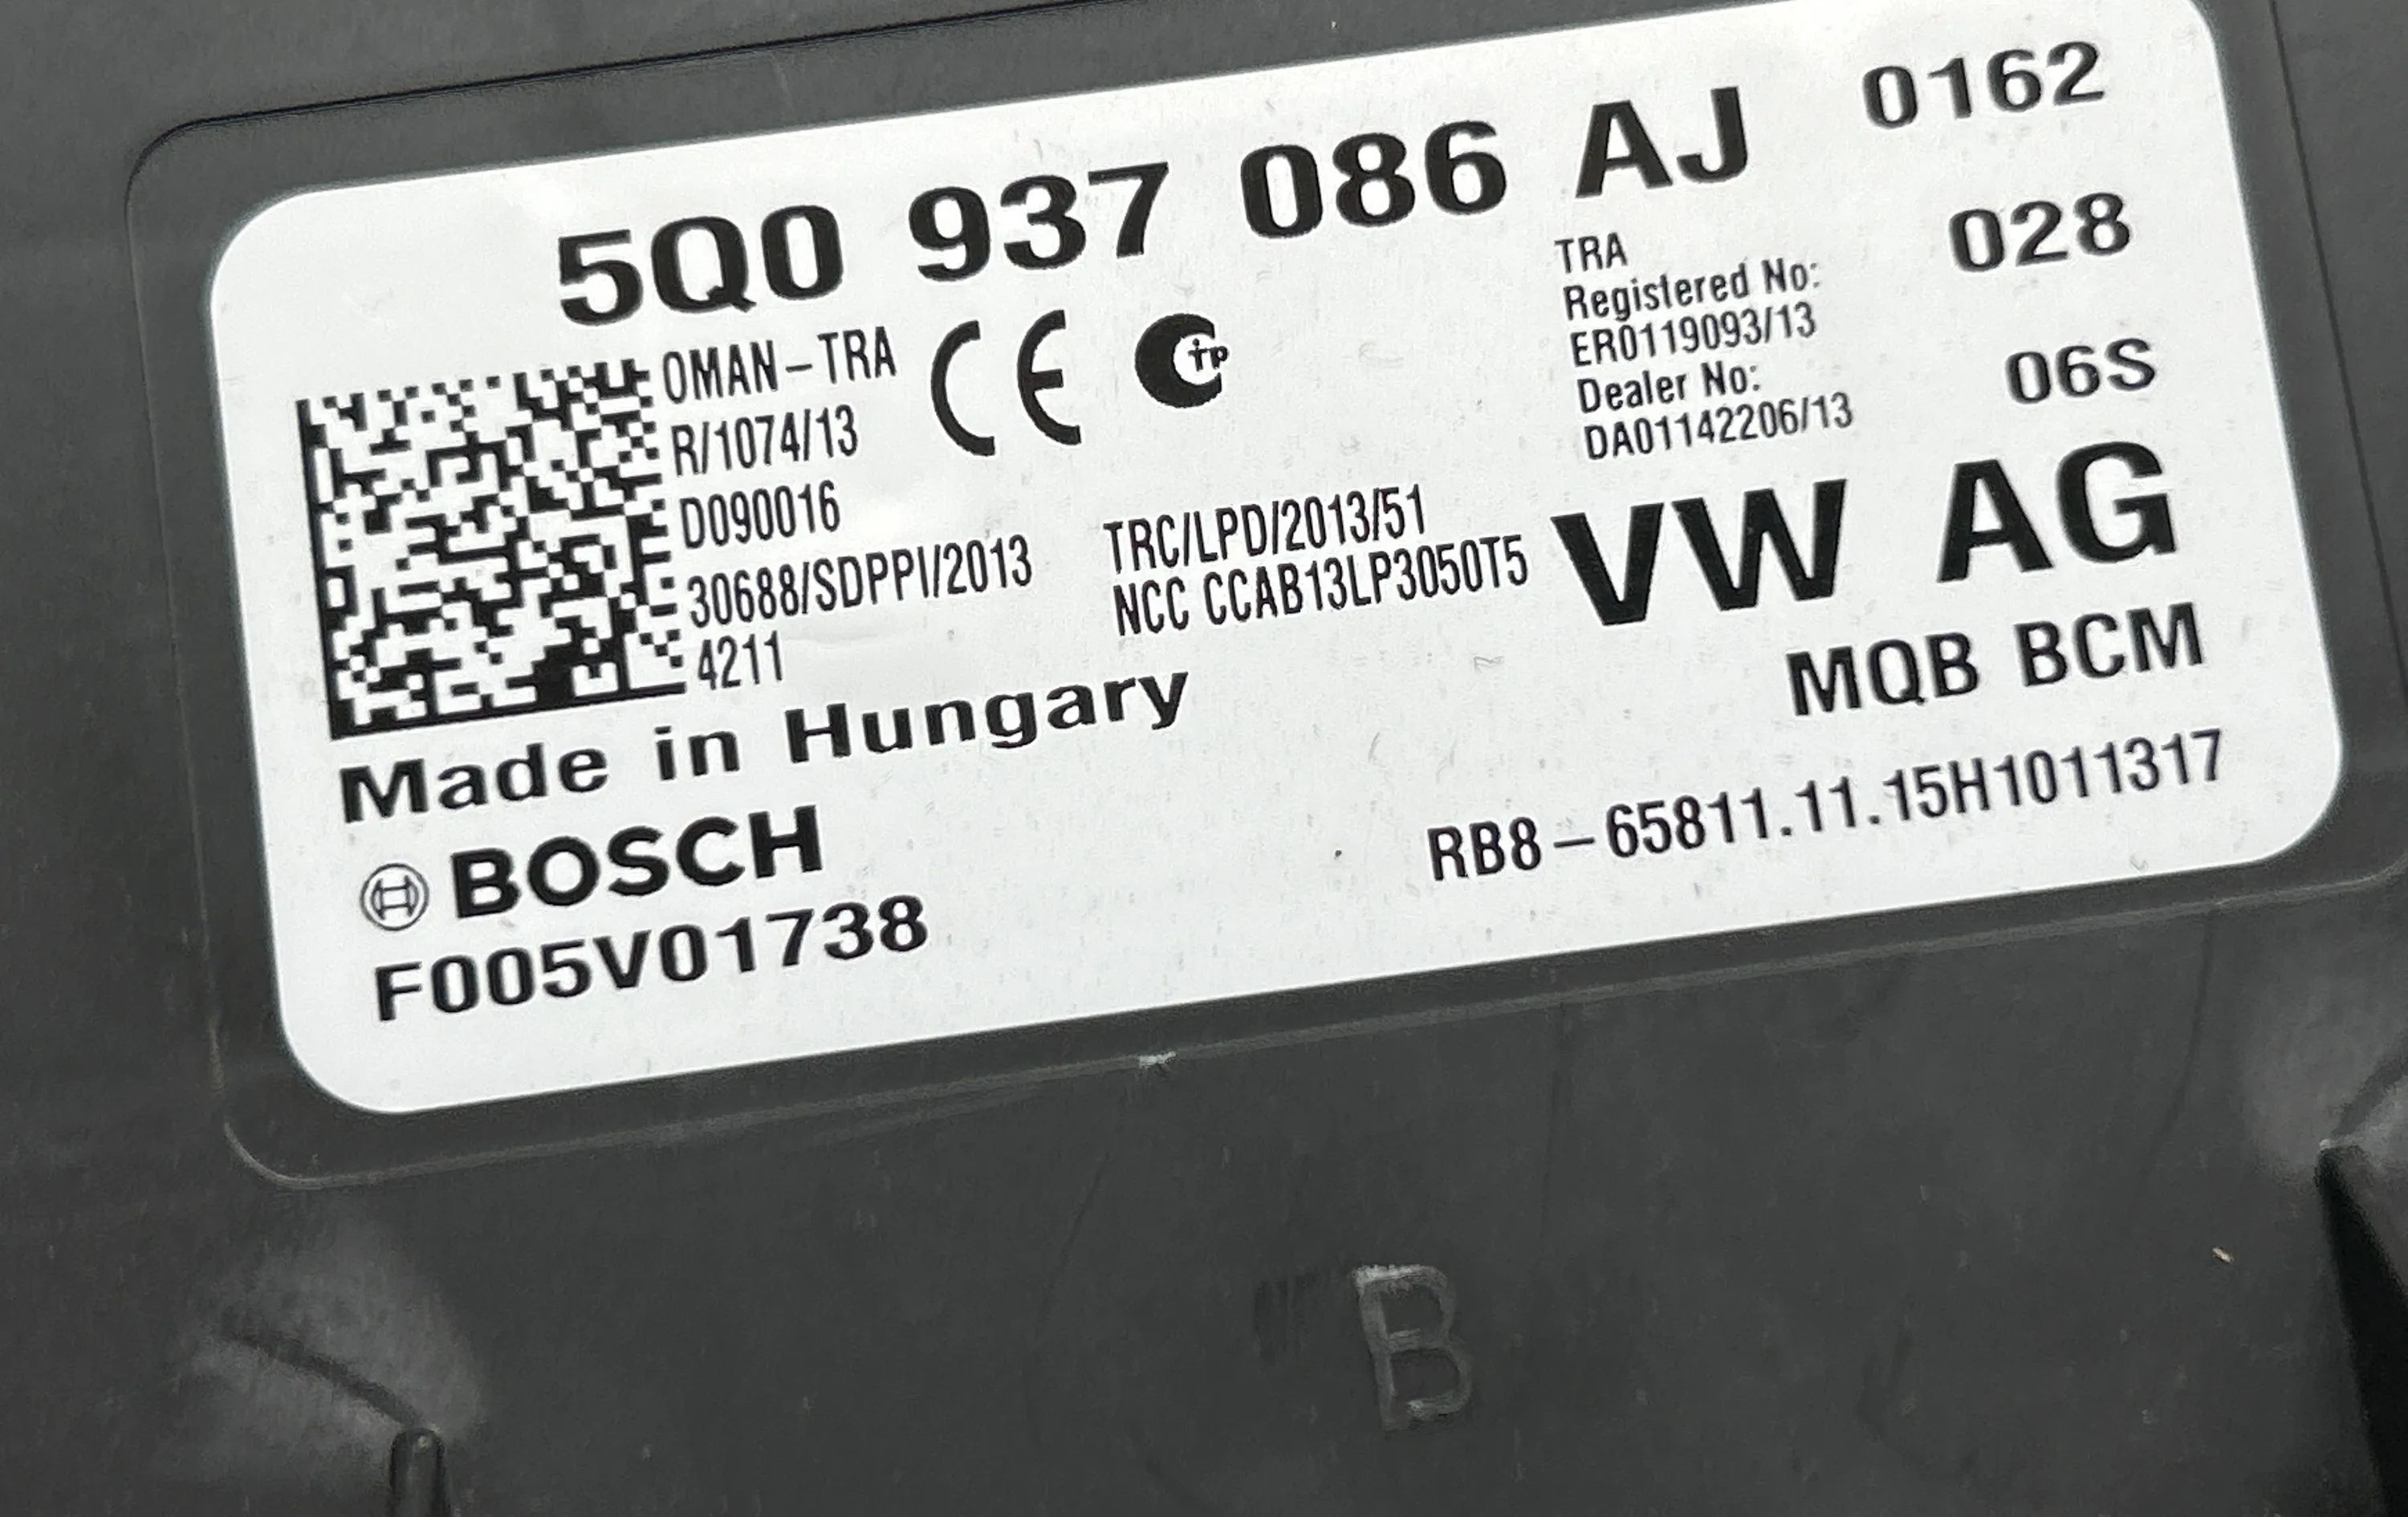 5Q0 937 086 AJ 0162
028
06S
OMAN-TRA
R/1074/13
D090016
30688/SDPPI/2013
4211
CE
TRC/LPD/2013/51
NCC CCAB13LP3050T5
TRA
Registered No:
ER0119093/13
Dealer No:
DA01142206/13
VW AG
MQB BCM
Made in Hungary
BOSCH
F005V01738
RB8-65811.11.15H1011317
B